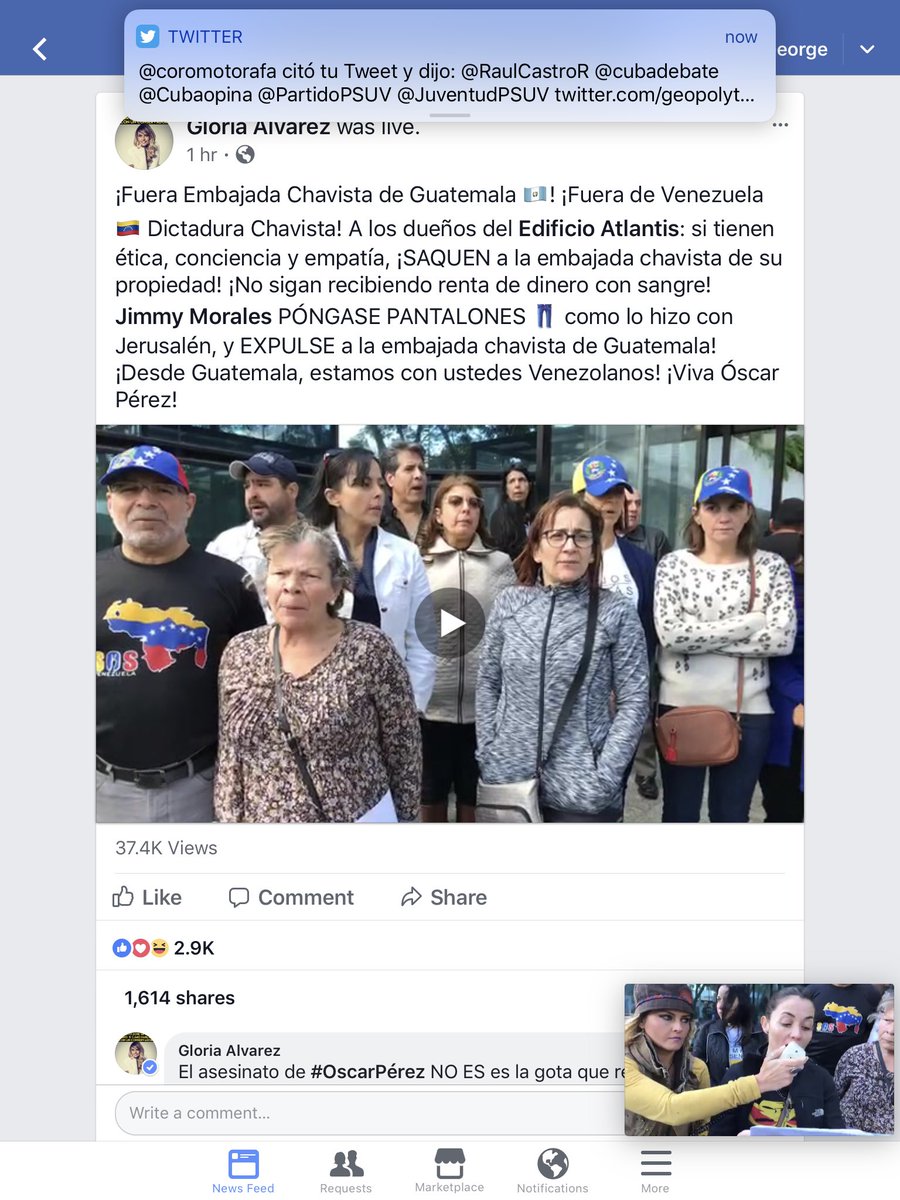 TWITTER now
@coromotorafa citó tu Tweet y dijo: @RaulCastroR @cubadebate
@Cubaopina @PartidoPSUV @JuventudPSUV twitter.com/geopolyt...
eorge
Gloria Alvarez was live.
1 hr
¡Fuera Embajada Chavista de Guatemala 🇬🇹! ¡Fuera de Venezuela
🇻🇪 Dictadura Chavista! A los dueños del Edificio Atlantis: si tienen
ética, conciencia y empatía, ¡SAQUEN a la embajada chavista de su
propiedad! ¡No sigan recibiendo renta de dinero con sangre!
Jimmy Morales PÓNGASE PANTALONES 👖 como lo hizo con
Jerusalén, y EXPULSE a la embajada chavista de Guatemala!
¡Desde Guatemala, estamos con ustedes Venezolanos! ¡Viva Óscar
Pérez!
SOS
VENEZUELA
37.4K Views
Like Comment Share
2.9K
1,614 shares
Gloria Alvarez
El asesinato de #OscarPérez NO ES es la gota que re
SOS
Write a comment...
News Feed Requests Marketplace Notifications More